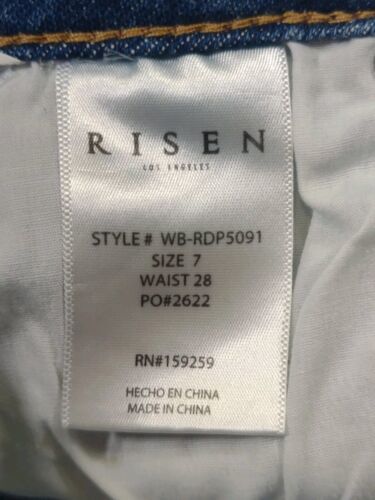 RISEN
LOS ANGELES
STYLE# WB-RDP5091
SIZE 7
WAIST 28
PO#2622
RN#159259
HECHO EN CHINA
MADE IN CHINA